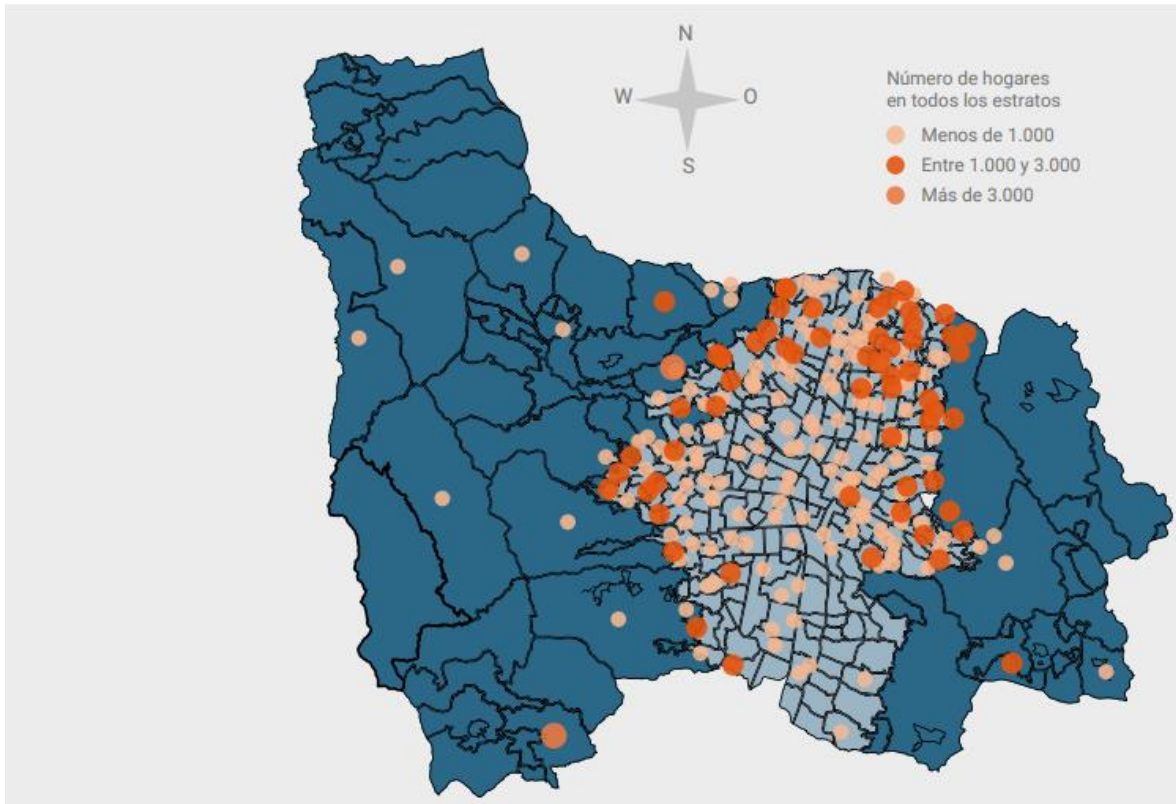 N
W
O
S
Número de hogares
en todos los estratos
Menos de 1.000
Entre 1.000 y 3.000
Más de 3.000